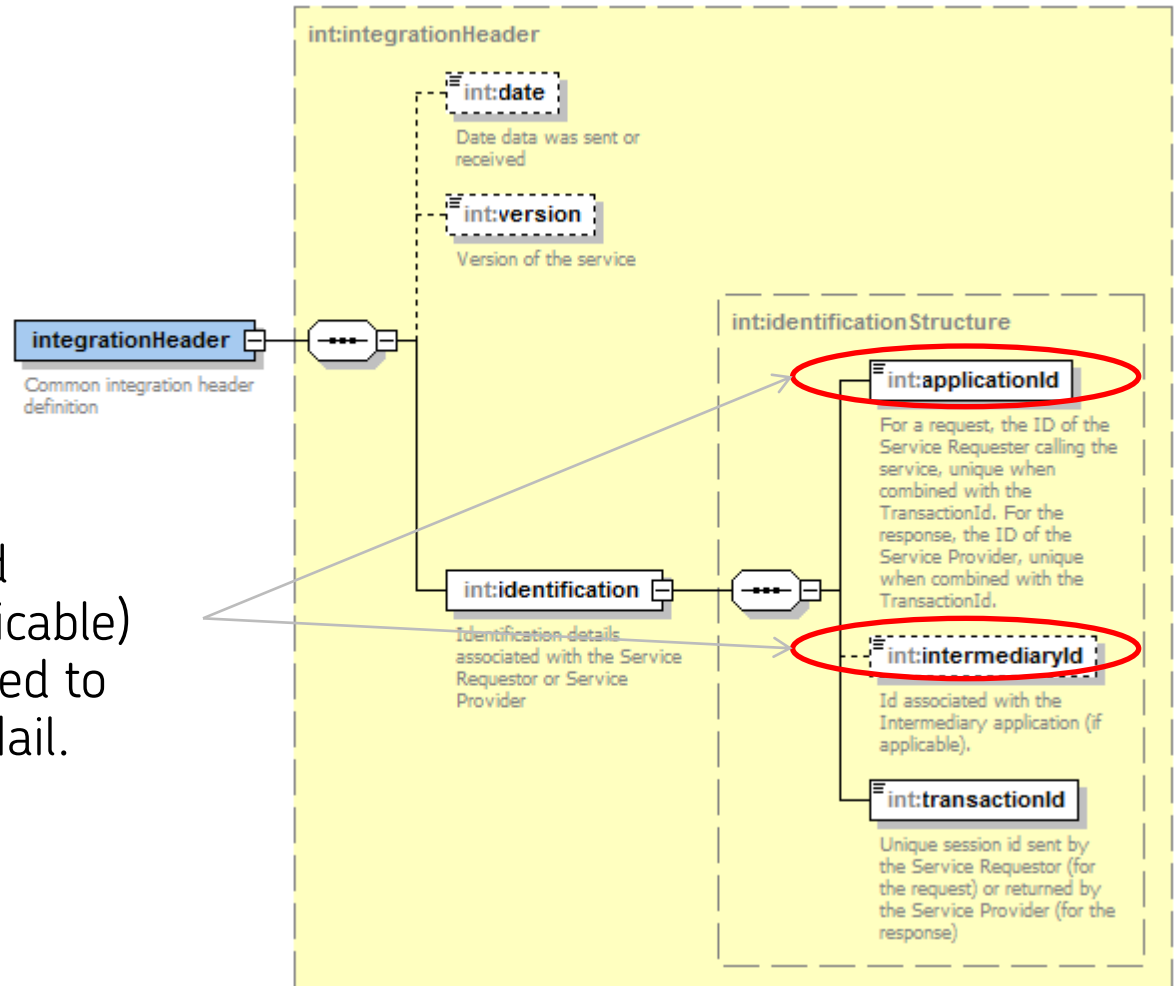 int:integrationHeader
int:date
Date data was sent or
received
int:version
Version of the service
integrationHeader
Common integration header
definition
int:identification
Identification details
associated with the Service
Requestor or Service
Provider
int:identificationStructure
int:applicationId
For a request, the ID of the
Service Requester calling the
service, unique when
combined with the
TransactionId. For the
response, the ID of the
Service Provider, unique
when combined with the
TransactionId.
int:intermediaryId
Id associated with the
Intermediary application (if
applicable).
int:transactionId
Unique session id sent by
the Service Requestor (for
the request) or returned by
the Service Provider (for the
response)
to